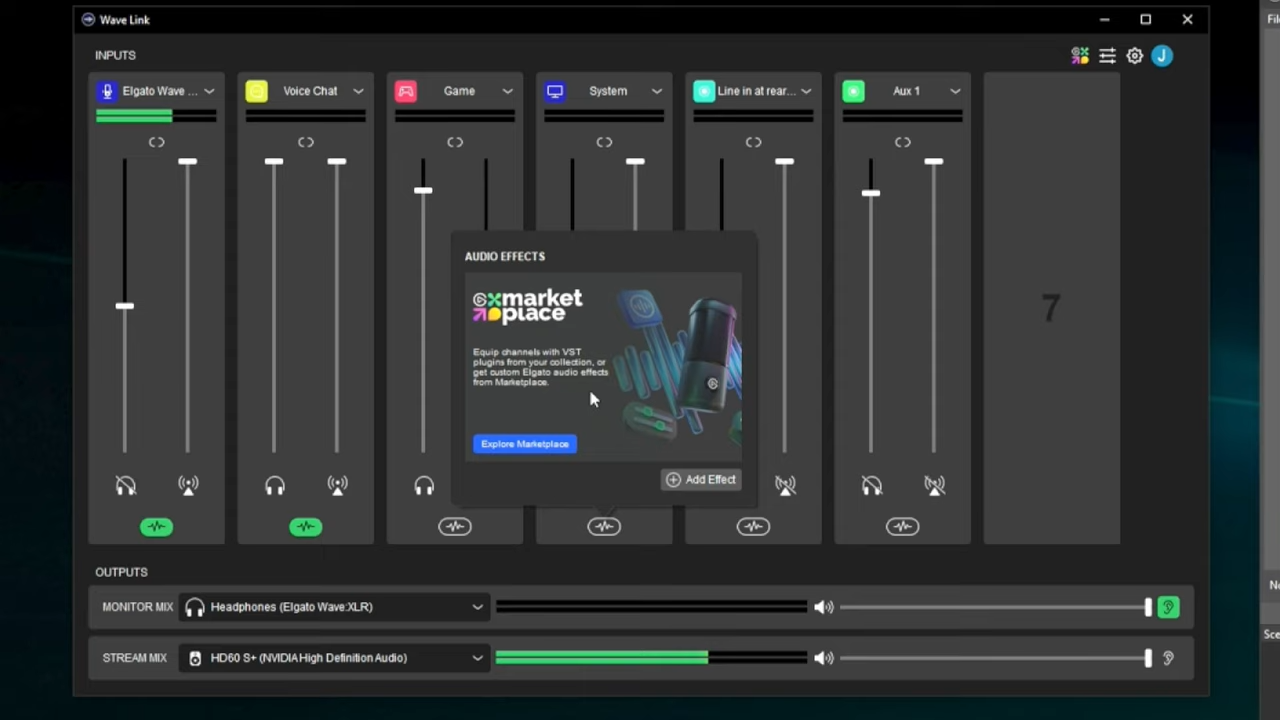 Wave Link
File
INPUTS
J
Elgato Wave ...
Voice Chat
Game
System
Line in at rear...
Aux 1
7
AUDIO EFFECTS
market
place
Equip channels with VST
plugins from your collection, or
get custom Elgato audio effects
from Marketplace.
Explore Marketplace
Add Effect
OUTPUTS
MONITOR MIX
Headphones (Elgato Wave:XLR)
STREAM MIX
HD60 S+ (NVIDIA High Definition Audio)